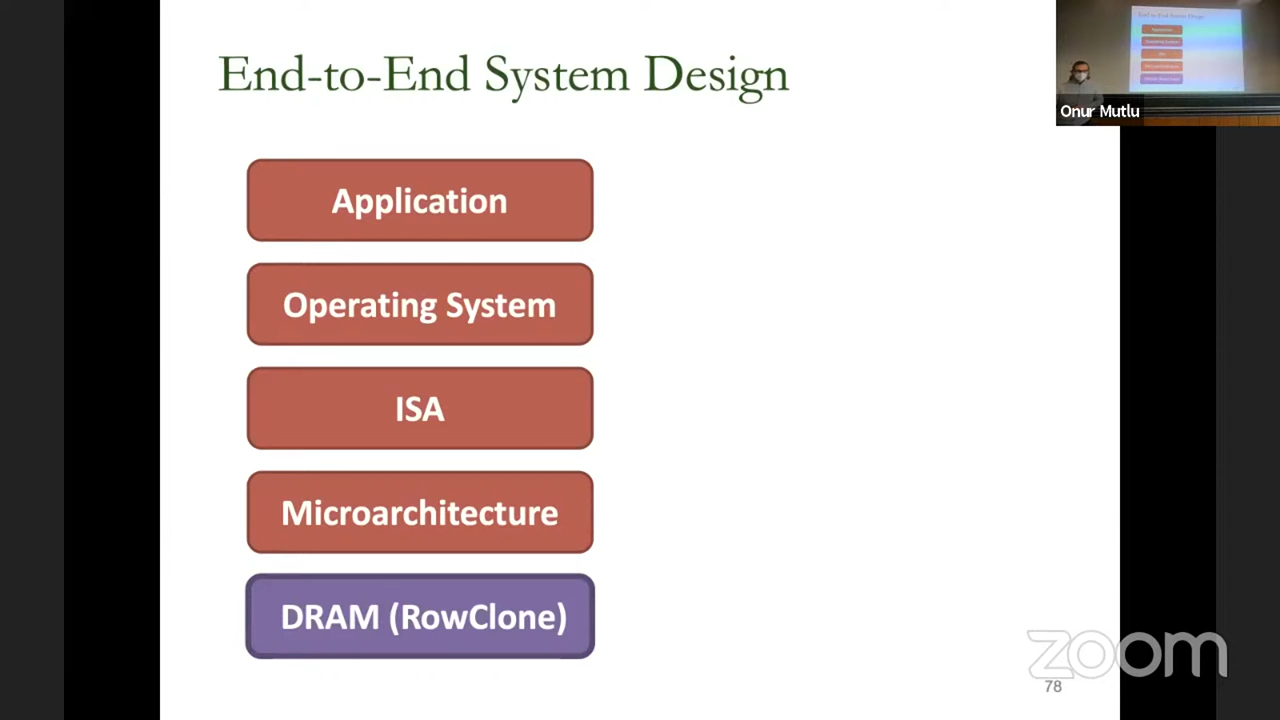 End-to-End System Design
Onur Mutlu
Application
Operating System
ISA
Microarchitecture
DRAM (RowClone)
zoom
78